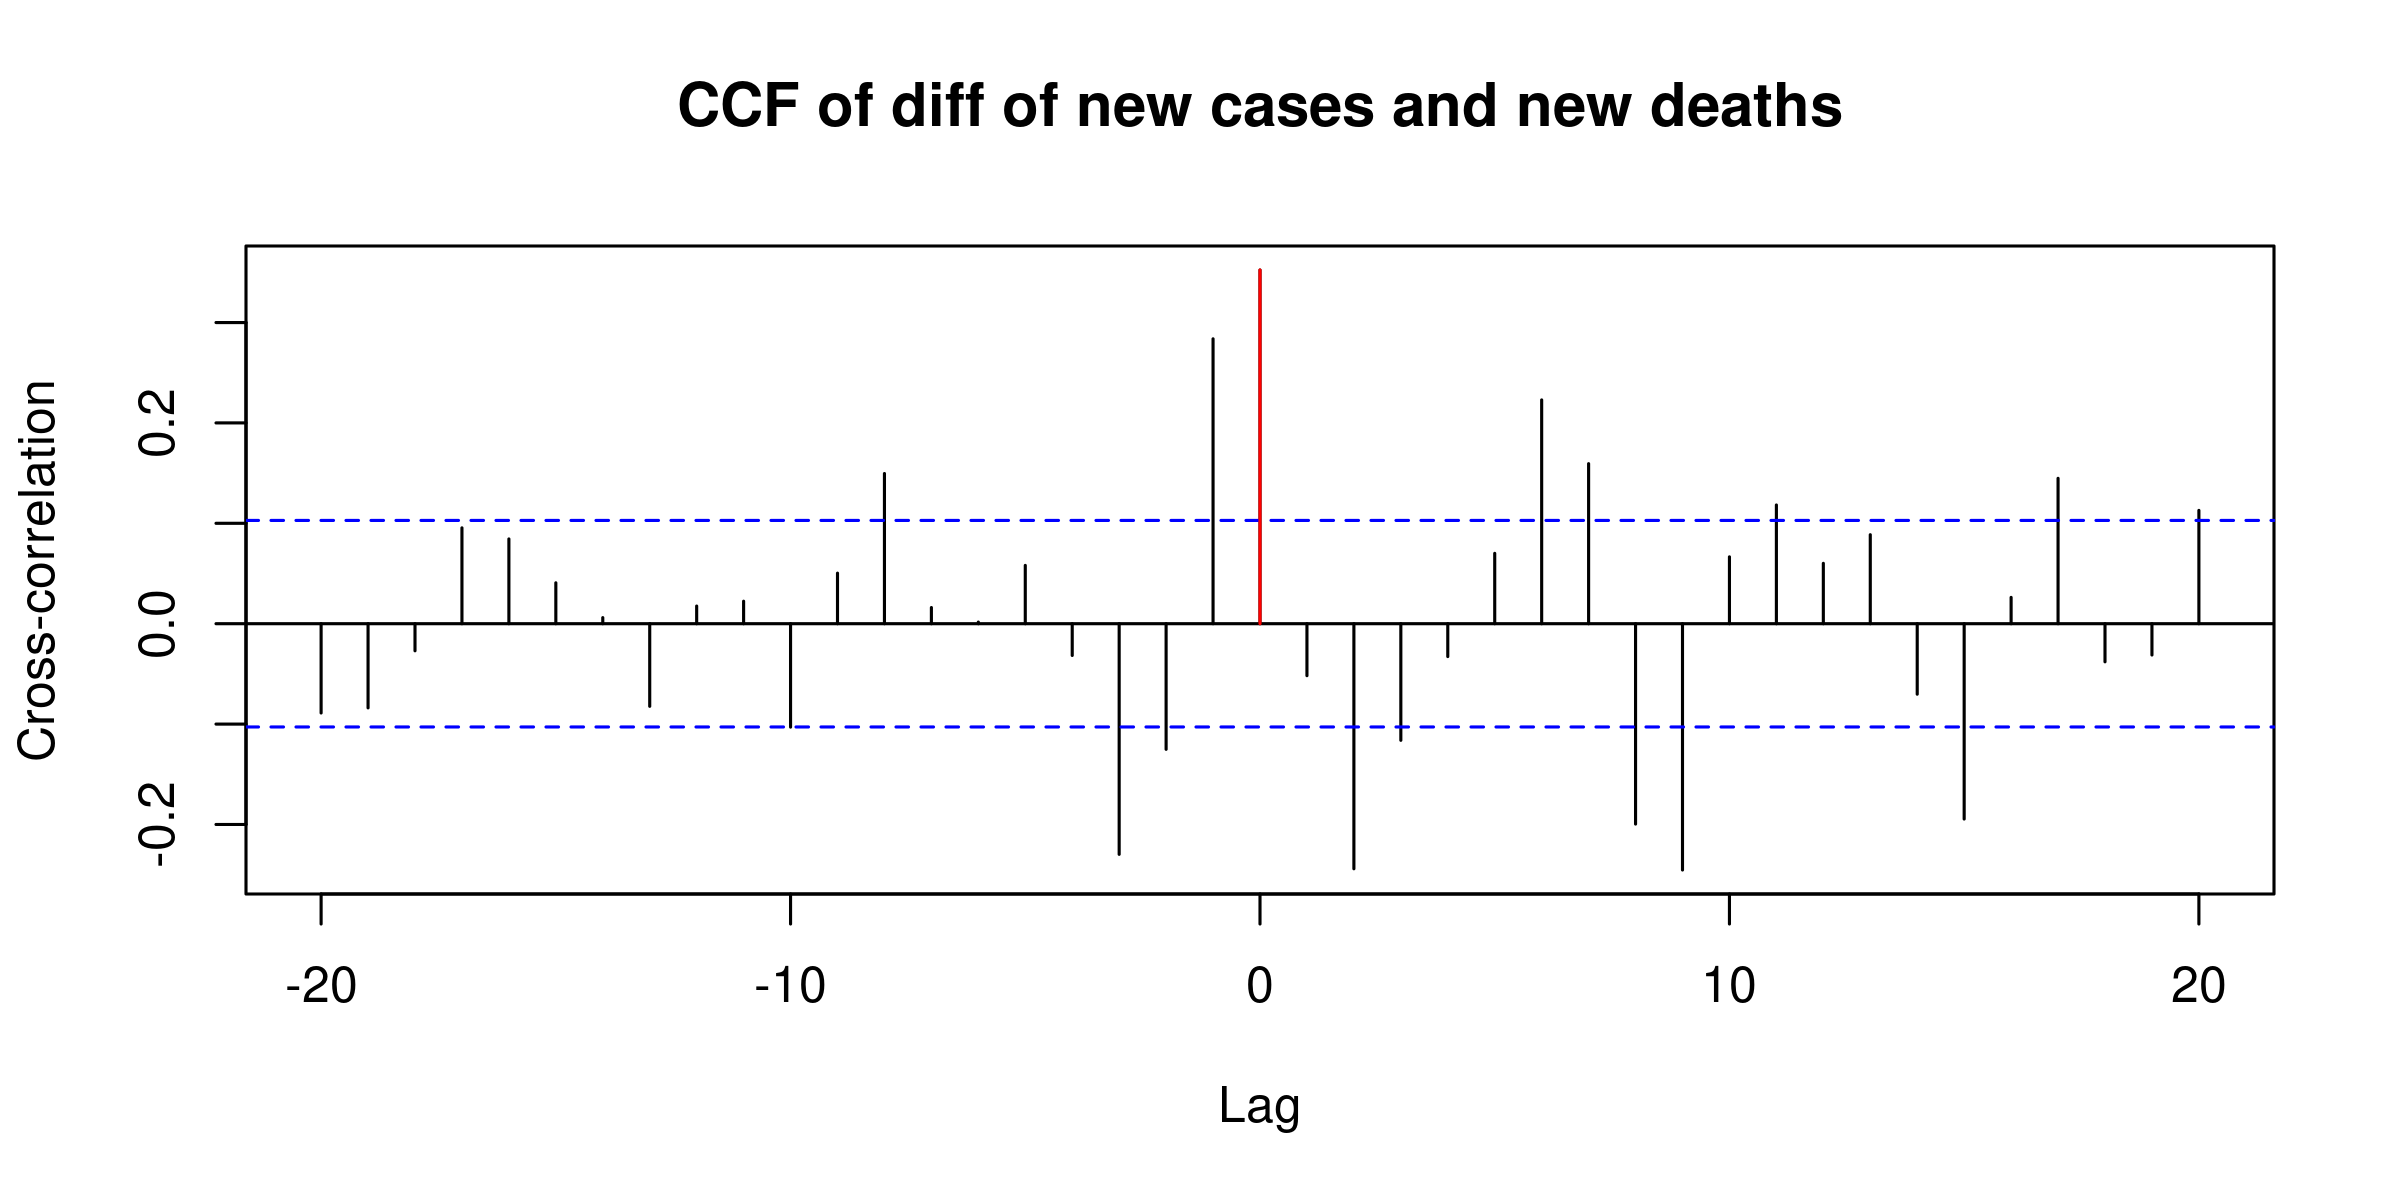 CCF of diff of new cases and new deaths
Cross-correlation
0.2
0.0
-0.2
-20 -10 0 10 20
Lag